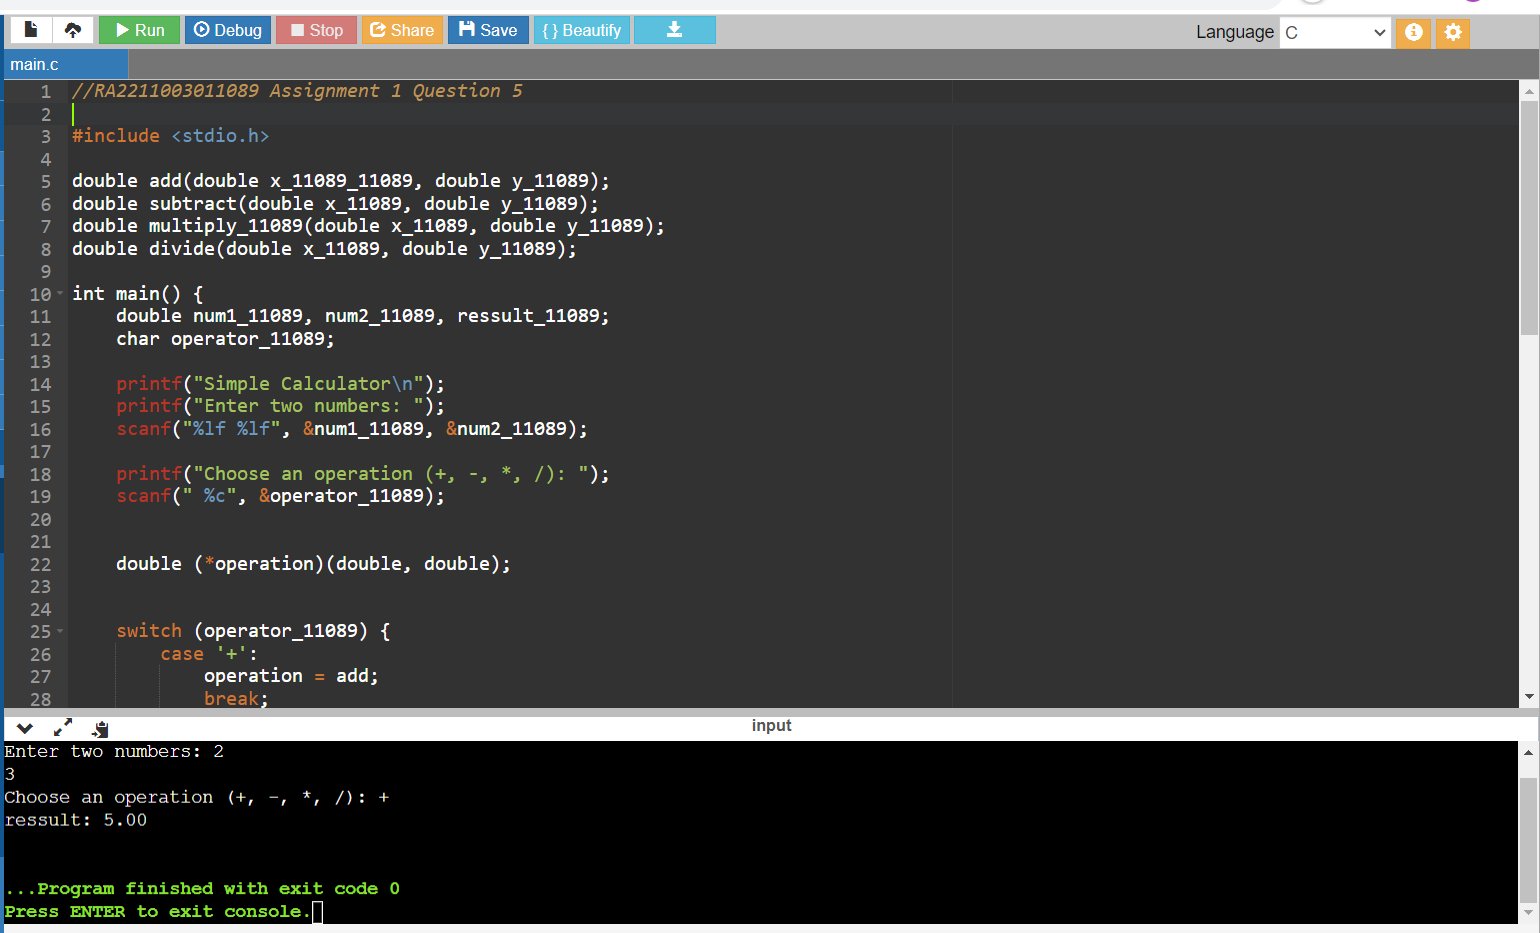 Run Debug Stop Share Save { } Beautify Language C
main.c
1 //RA2211003011089 Assignment 1 Question 5
2
3 #include <stdio.h>
4
5 double add(double x_11089_11089, double y_11089);
6 double subtract(double x_11089, double y_11089);
7 double multiply_11089(double x_11089, double y_11089);
8 double divide(double x_11089, double y_11089);
9
10 int main() {
11     double num1_11089, num2_11089, ressult_11089;
12     char operator_11089;
13
14     printf("Simple Calculator\n");
15     printf("Enter two numbers: ");
16     scanf("%lf %lf", &num1_11089, &num2_11089);
17
18     printf("Choose an operation (+, -, *, /): ");
19     scanf(" %c", &operator_11089);
20
21
22     double (*operation)(double, double);
23
24
25     switch (operator_11089) {
26         case '+':
27             operation = add;
28             break;
input
Enter two numbers: 2
3
Choose an operation (+, -, *, /): +
ressult: 5.00
...Program finished with exit code 0
Press ENTER to exit console.